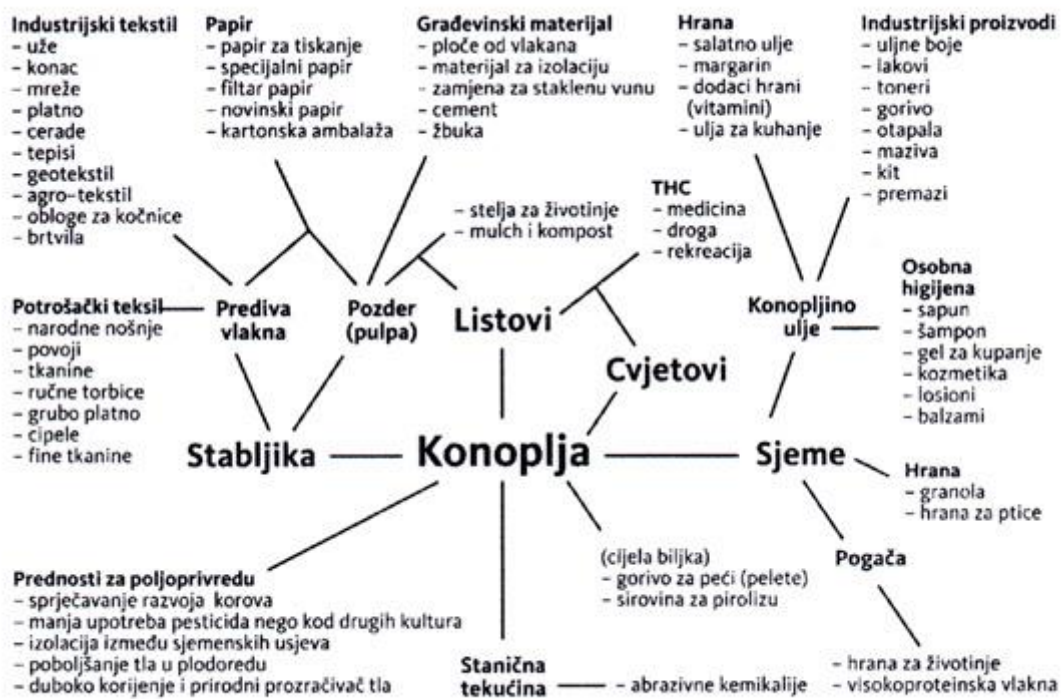 Industrijski tekstil
– uže
– konac
– mreže
– platno
– cerade
– tepisi
– geotekstil
– agro-tekstil
– obloge za kočnice
– brtvila
Papir
– papir za tiskanje
– specijalni papir
– filtar papir
– novinski papir
– kartonska ambalaža
Građevinski materijal
– ploče od vlakana
– materijal za izolaciju
– zamjena za staklenu vunu
– cement
– žbuka
Hrana
– salatno ulje
– margarin
– dodaci hrani
(vitamini)
– ulja za kuhanje
Industrijski proizvodi
– uljne boje
– lakovi
– toneri
– gorivo
– otapala
– maziva
– kit
– premazi
– stelja za životinje
– mulch i kompost
THC
– medicina
– droga
– rekreacija
Potrošački teksil
– narodne nošnje
– povoji
– tkanine
– ručne torbice
– grubo platno
– cipele
– fine tkanine
Prediva
vlakna
Pozder
(pulpa)
Listovi
Cvjetovi
Konopljino
ulje
Osobna
higijena
– sapun
– šampon
– gel za kupanje
– kozmetika
– losioni
– balzami
Stabljika
Konoplja
Sjeme
Hrana
– granola
– hrana za ptice
Prednosti za poljoprivredu
– sprječavanje razvoja korova
– manja upotreba pesticida nego kod drugih kultura
– izolacija između sjemenskih usjeva
– poboljšanje tla u plodoredu
– duboko korijenje i prirodni prozračivač tla
Stanična
tekućina
– abrazivne kemikalije
(cijela biljka)
– gorivo za peći (pelete)
– sirovina za pirolizu
Pogača
– hrana za životinje
– visokoproteinska vlakna